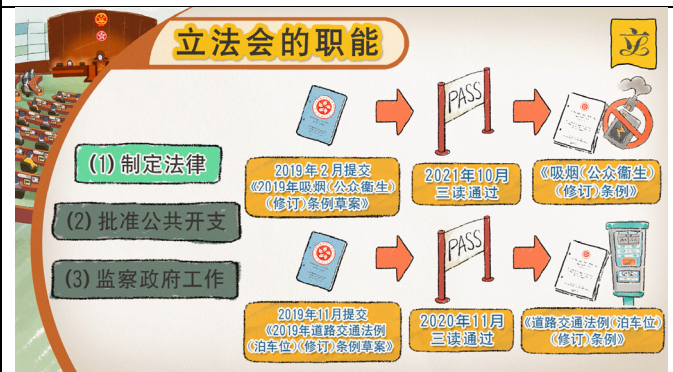 立法会的职能
(1) 制定法律
(2) 批准公共开支
(3) 监察政府工作
2019年2月提交
《2019年吸烟(公众衞生)
(修订)条例草案》
PASS
2021年10月
三读通过
《吸烟(公众衞生)
(修订)条例》
2019年11月提交
《2019年道路交通法例
(泊车位)(修订)条例草案》
PASS
2020年11月
三读通过
《道路交通法例(泊车位)
(修订)条例》